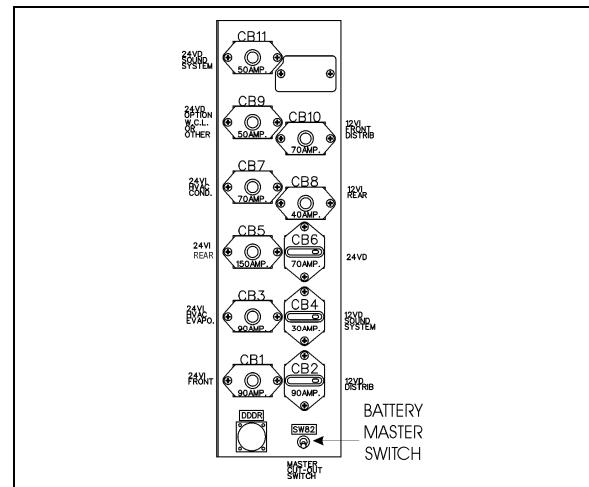 CB11
24VD
SOUND
SYSTEM
50AMP.
CB9
24VD
OPTION
W.C.L.
OR
OTHER
50AMP.
CB10
12VI
FRONT
DISTRIB
70AMP.
CB7
24VI
HVAC
COND.
70AMP.
CB8
12VI
REAR
40AMP.
CB5
24VI
REAR
150AMP.
CB6
24VD
70AMP.
CB3
24VI
HVAC
EVAPO.
90AMP.
CB4
12VD
SOUND
SYSTEM
30AMP.
CB1
24VI
FRONT
90AMP.
CB2
12VD
DISTRIB
90AMP.
DDDR
SW82
BATTERY
MASTER
SWITCH
MASTER
CUT-OUT
SWITCH